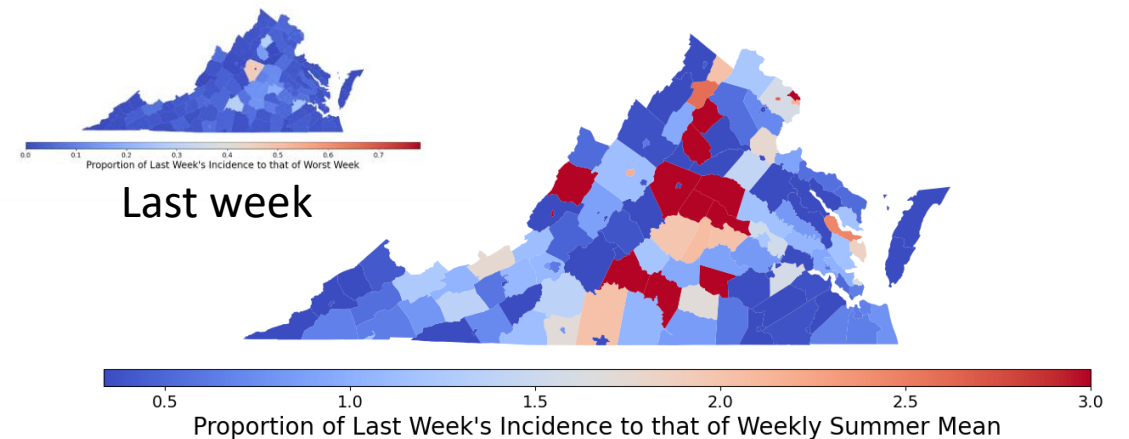 0.0 0.1 0.2 0.3 0.4 0.5 0.6 0.7
Proportion of Last Week's Incidence to that of Worst Week
Last week
0.5 1.0 1.5 2.0 2.5 3.0
Proportion of Last Week's Incidence to that of Weekly Summer Mean